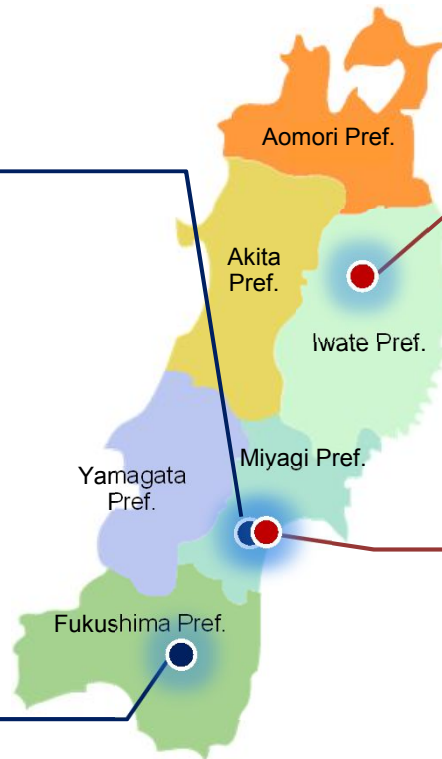 Aomori Pref.
Akita
Pref.
Iwate Pref.
Miyagi Pref.
Yamagata
Pref.
Fukushima Pref.